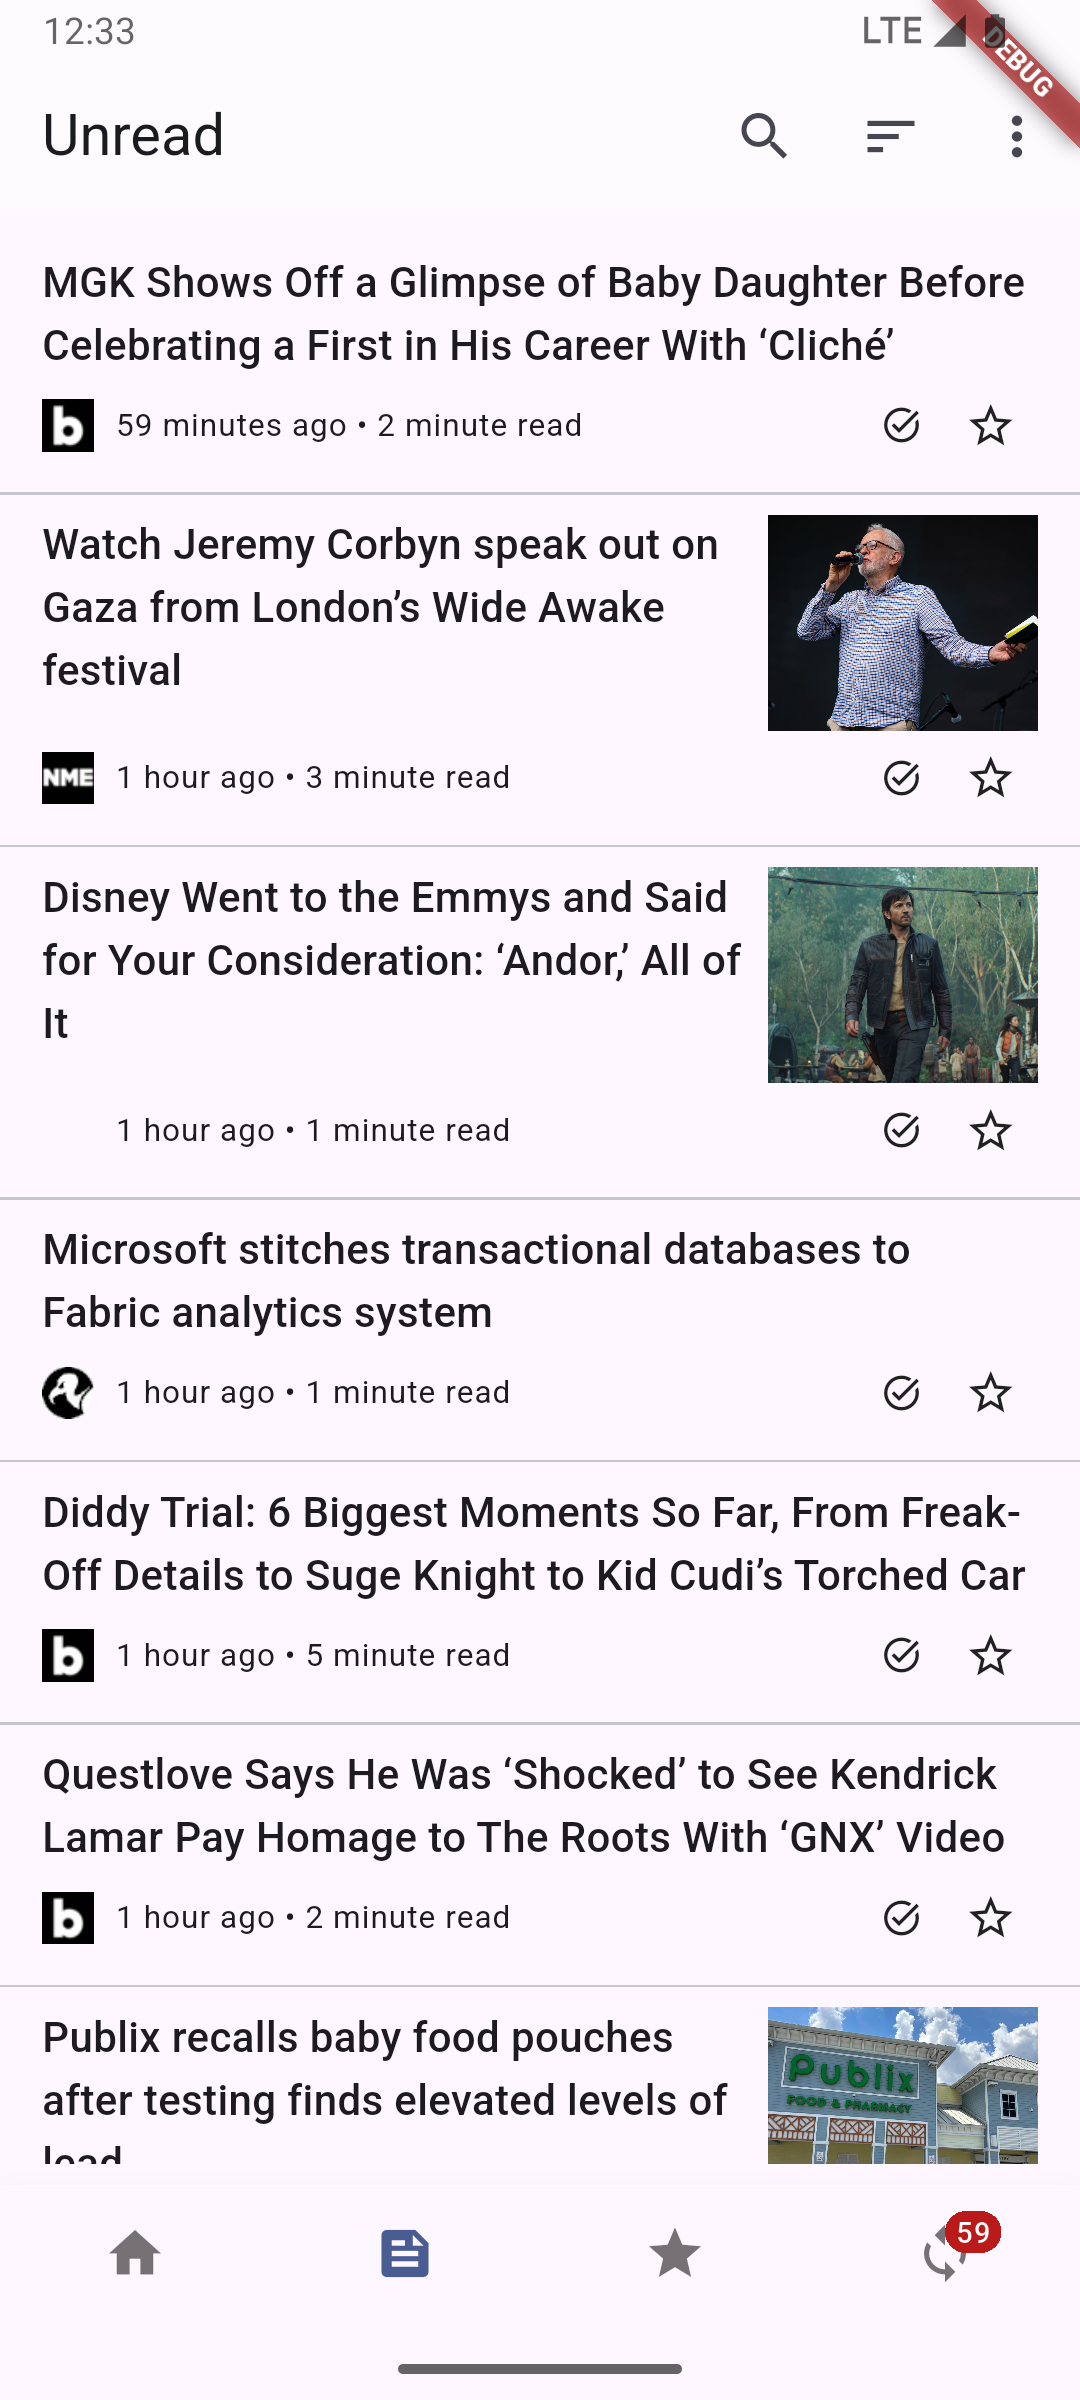 12:33
LTE
DEBUG
Unread
MGK Shows Off a Glimpse of Baby Daughter Before
Celebrating a First in His Career With ‘Cliché’
b
59 minutes ago • 2 minute read
Watch Jeremy Corbyn speak out on
Gaza from London’s Wide Awake
festival
NME
1 hour ago • 3 minute read
Disney Went to the Emmys and Said
for Your Consideration: ‘Andor,’ All of
It
1 hour ago • 1 minute read
Microsoft stitches transactional databases to
Fabric analytics system
1 hour ago • 1 minute read
Diddy Trial: 6 Biggest Moments So Far, From Freak-
Off Details to Suge Knight to Kid Cudi’s Torched Car
b
1 hour ago • 5 minute read
Questlove Says He Was ‘Shocked’ to See Kendrick
Lamar Pay Homage to The Roots With ‘GNX’ Video
b
1 hour ago • 2 minute read
Publix recalls baby food pouches
after testing finds elevated levels of
lead
Publix
FOOD & PHARMACY
59